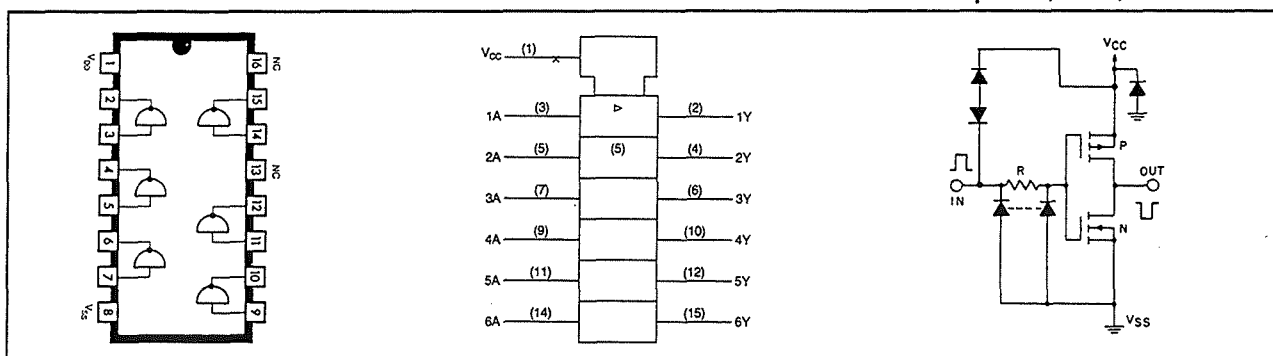 1
16 NC
2
15
3
14
4
13 NC
5
12
6
11
7
10
VSS 8
9
VCC (1)
1A (3) (2) 1Y
2A (5) (5) (4) 2Y
3A (7) (6) 3Y
4A (9) (10) 4Y
5A (11) (12) 5Y
6A (14) (15) 6Y
VCC
P
R
IN
OUT
N
VSS